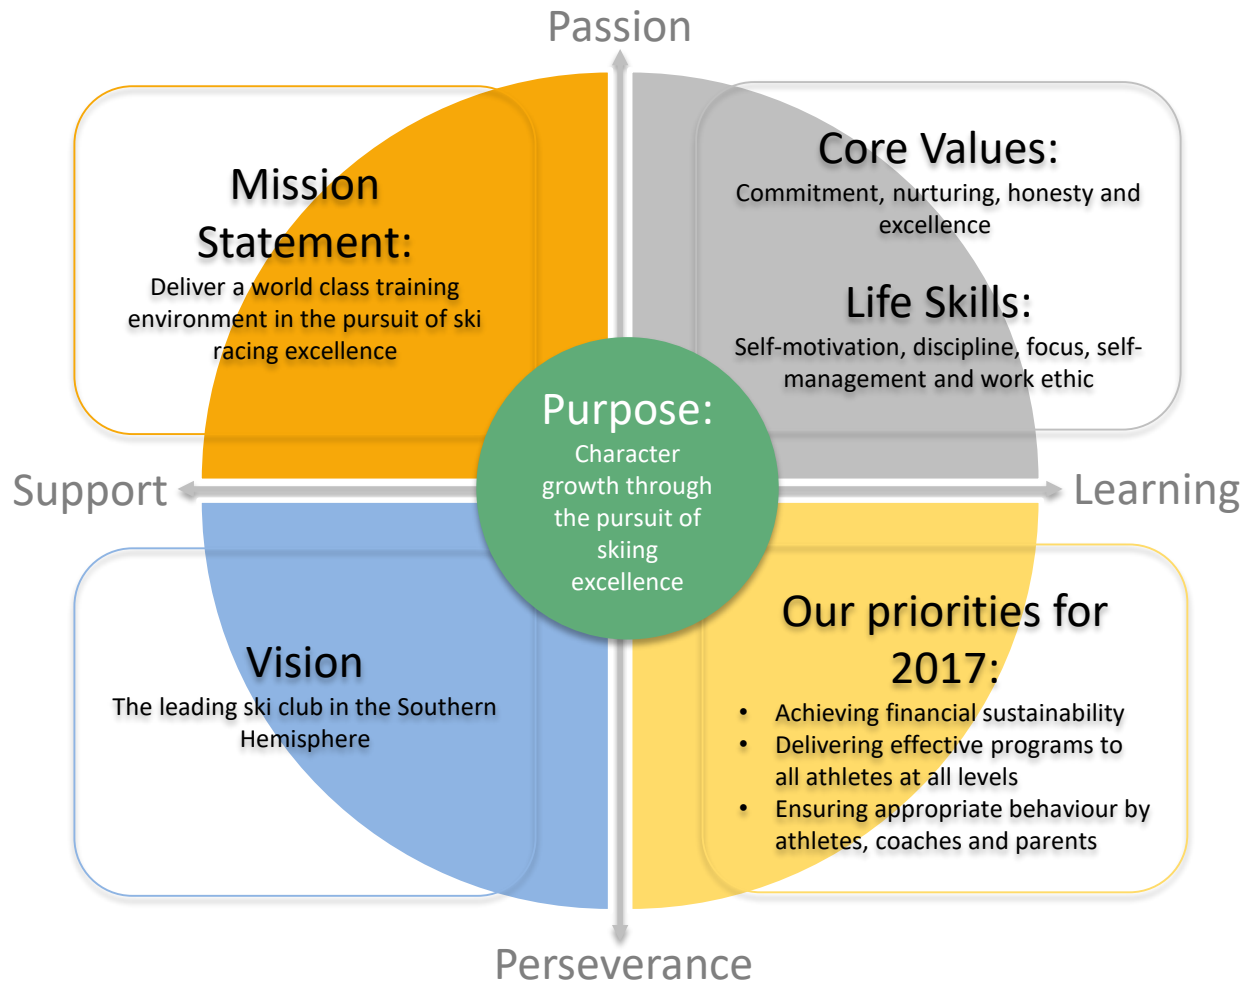 Passion
Mission
Statement:
Deliver a world class training
environment in the pursuit of ski
racing excellence
Core Values:
Commitment, nurturing, honesty and
excellence
Life Skills:
Self-motivation, discipline, focus, self-
management and work ethic
Purpose:
Character
growth through
the pursuit of
skiing
excellence
Support
Learning
Vision
The leading ski club in the Southern
Hemisphere
Our priorities for
2017:
• Achieving financial sustainability
• Delivering effective programs to
all athletes at all levels
• Ensuring appropriate behaviour by
athletes, coaches and parents
Perseverance